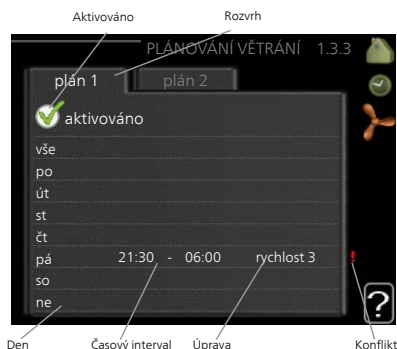 Aktivováno
Rozvrh
PLÁNOVÁNÍ VĚTRÁNÍ 1.3.3
plán 1
plán 2
aktivováno
vše
po
út
st
čt
pá 21:30 - 06:00 rychlost 3 !
so
ne
?
Den
Časový interval
Úprava
Konflikt